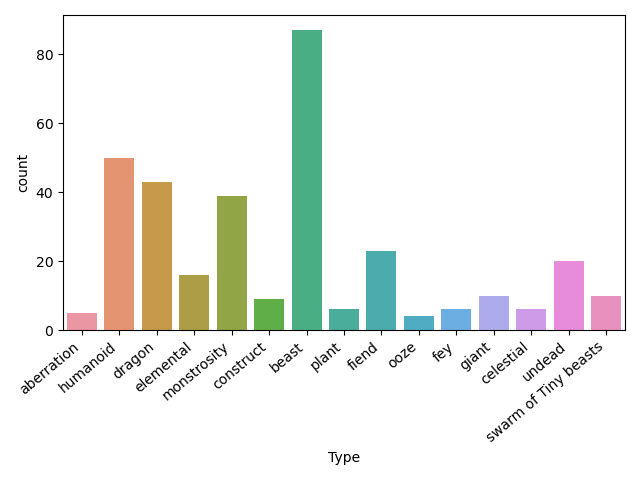 80
60
40
20
0
count
aberration
humanoid
dragon
elemental
monstrosity
construct
beast
plant
fiend
ooze
fey
giant
celestial
undead
swarm of Tiny beasts
Type